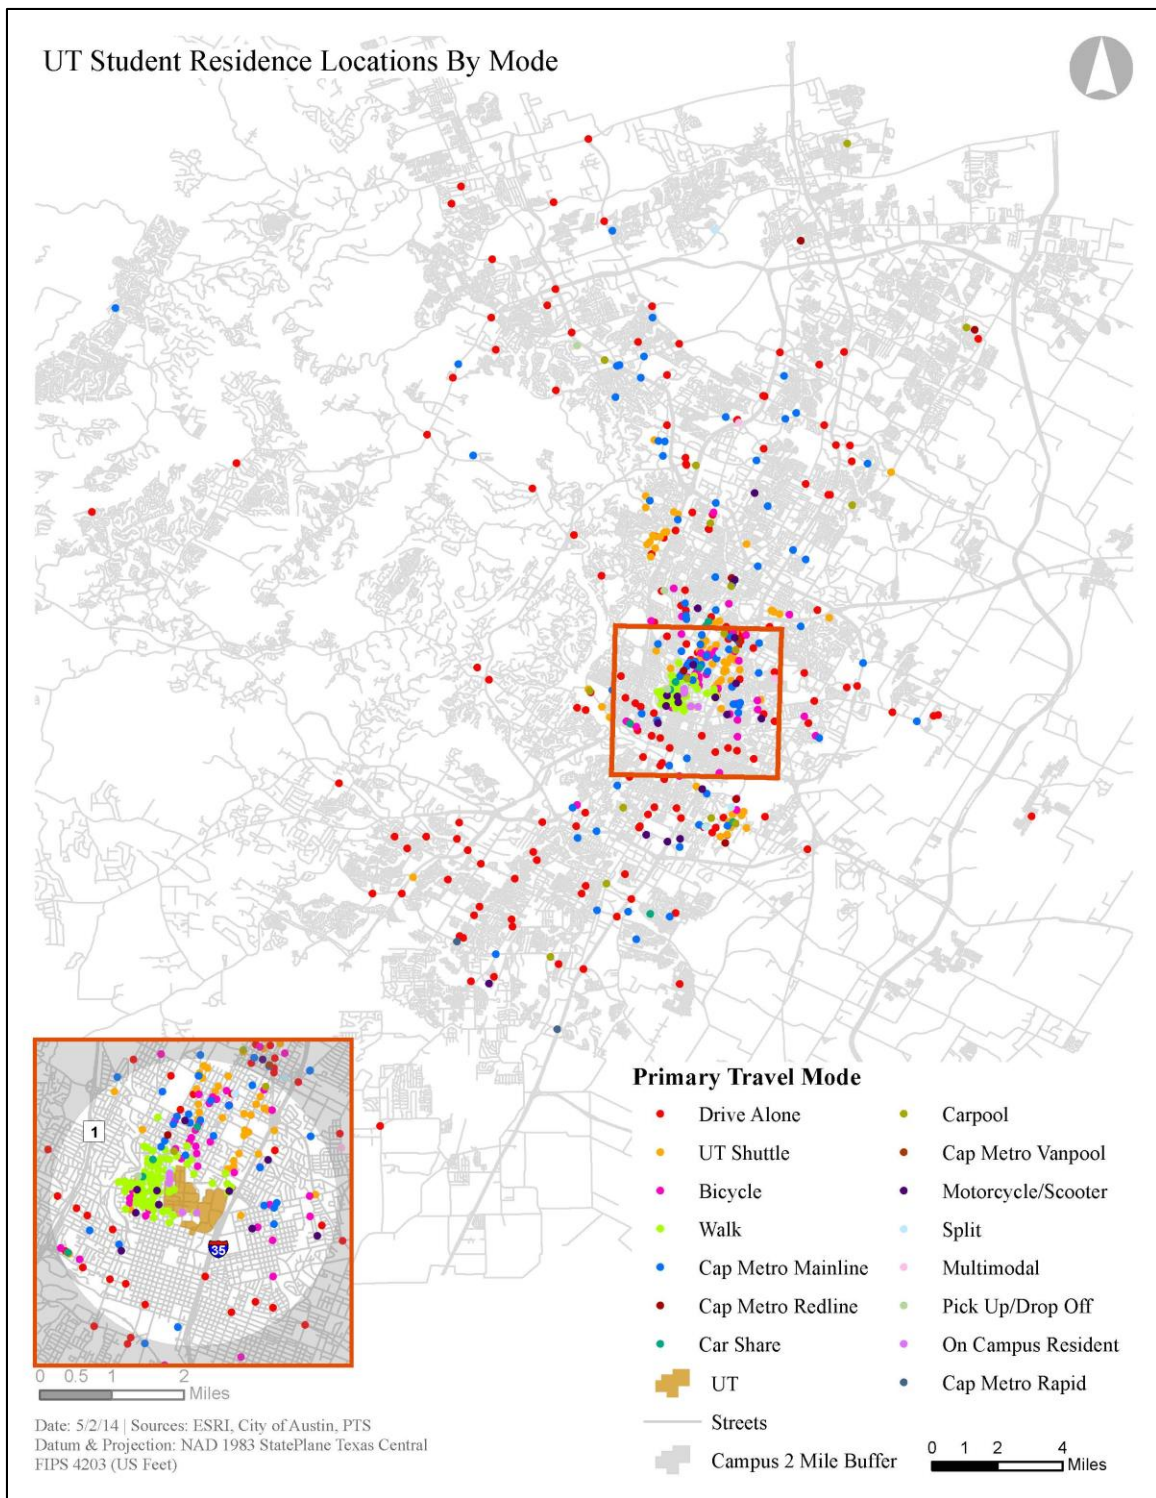 UT Student Residence Locations By Mode
1
35
0 0.5 1 2
Miles
Date: 5/2/14 | Sources: ESRI, City of Austin, PTS
Datum & Projection: NAD 1983 StatePlane Texas Central
FIPS 4203 (US Feet)
Primary Travel Mode
Drive Alone
UT Shuttle
Bicycle
Walk
Cap Metro Mainline
Cap Metro Redline
Car Share
UT
Streets
Campus 2 Mile Buffer
Carpool
Cap Metro Vanpool
Motorcycle/Scooter
Split
Multimodal
Pick Up/Drop Off
On Campus Resident
Cap Metro Rapid
0 1 2 4
Miles